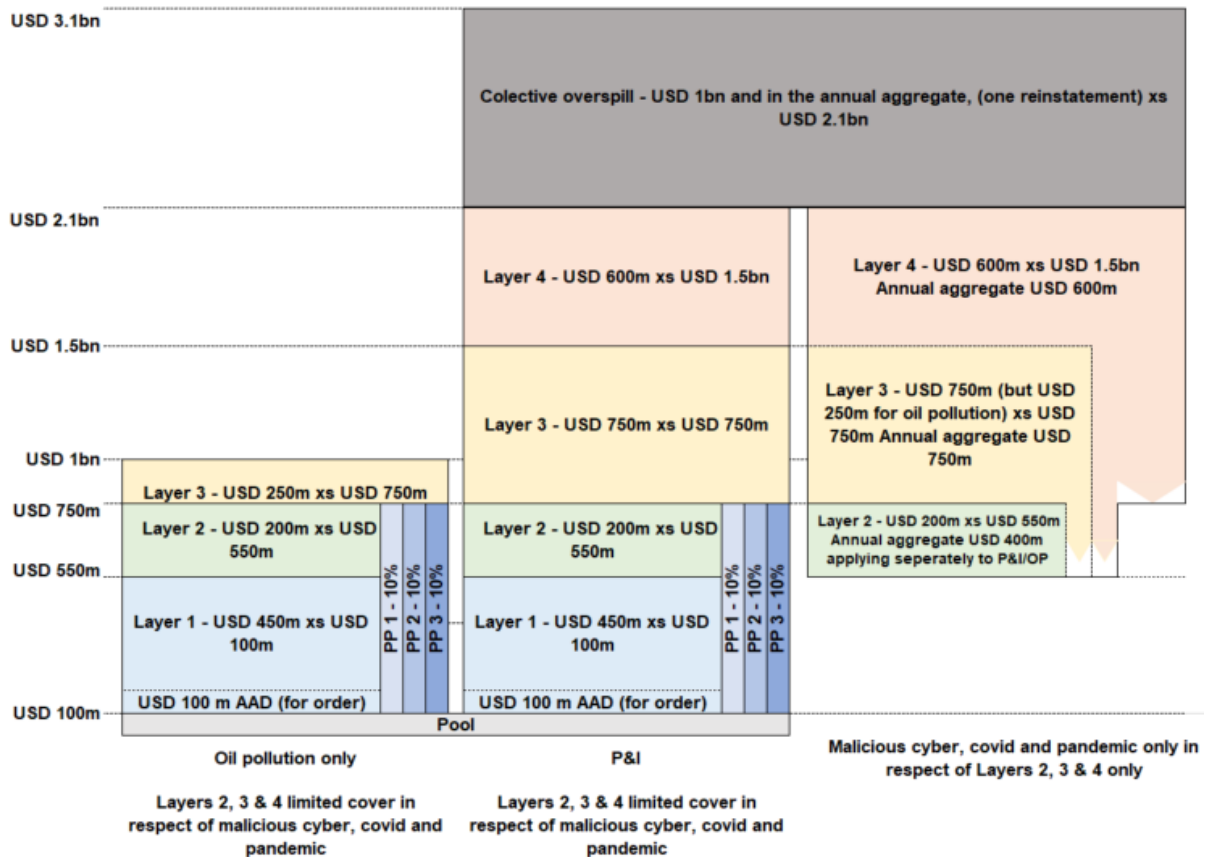 USD 3.1bn
Colective overspill - USD 1bn and in the annual aggregate, (one reinstatement) xs
USD 2.1bn
USD 2.1bn
Layer 4 - USD 600m xs USD 1.5bn
Layer 4 - USD 600m xs USD 1.5bn
Annual aggregate USD 600m
USD 1.5bn
Layer 3 - USD 750m xs USD 750m
Layer 3 - USD 750m (but USD
250m for oil pollution) xs USD
750m Annual aggregate USD
750m
USD 1bn
Layer 3 - USD 250m xs USD 750m
USD 750m
Layer 2 - USD 200m xs USD
550m
Layer 2 - USD 200m xs USD
550m
Layer 2 - USD 200m xs USD 550m
Annual aggregate USD 400m
applying seperately to P&I/OP
USD 550m
PP 1 - 10%
PP 2 - 10%
PP 3 - 10%
PP 1 - 10%
PP 2 - 10%
PP 3 - 10%
Layer 1 - USD 450m xs USD
100m
Layer 1 - USD 450m xs USD
100m
USD 100 m AAD (for order)
USD 100 m AAD (for order)
USD 100m
Pool
Oil pollution only
P&I
Malicious cyber, covid and pandemic only in
respect of Layers 2, 3 & 4 only
Layers 2, 3 & 4 limited cover in
respect of malicious cyber, covid and
pandemic
Layers 2, 3 & 4 limited cover in
respect of malicious cyber, covid and
pandemic